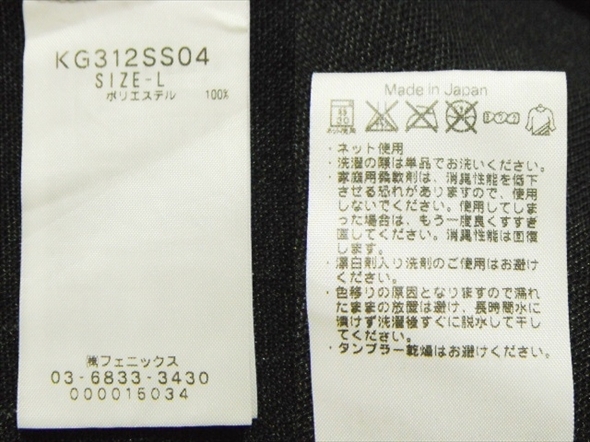 KG312SS04
SIZE-L
ポリエステル 100%
㈱フェニックス
03-6833-3430
000015034
Made in Japan
ネット使用
・ネット使用
・洗濯の際は単品でお洗いください。
・家庭用柔軟剤は、消臭性能を低下
させる恐れがありますので、使用
しないでください。使用してしま
った場合は、もう一度良くすすぎ
直してください。消臭性能は回復
します。
・漂白剤入り洗剤のご使用はお避け
ください。
・色移りの原因となりますので濡れ
たままの放置は避け、長時間水に
漬けず洗濯後すぐに脱水して干し
てください。
・タンブラー乾燥はお避けください。